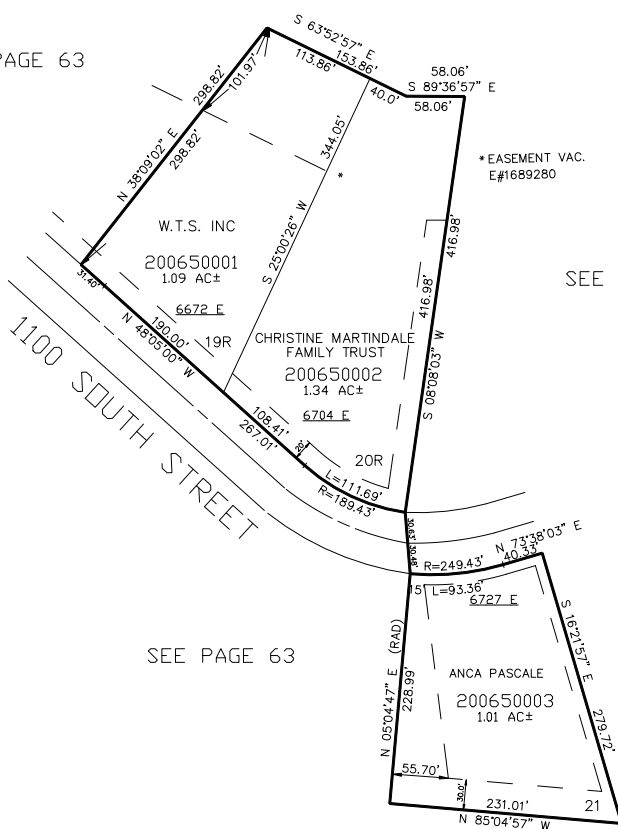 PAGE 63
S 63°52'57" E
153.86'
113.86'
40.0'
58.06'
S 89°36'57" E
58.06'
298.82'
101.97'
N 38°09'02" E
298.82'
344.05'
*
S 25°00'26" W
* EASEMENT VAC.
E#1689280
416.98'
416.98'
S 08°08'03" W
SEE
W.T.S. INC
200650001
1.09 AC±
6672 E
19R
31.40'
190.00'
N 48°05'00" W
CHRISTINE MARTINDALE
FAMILY TRUST
200650002
1.34 AC±
6704 E
20R
108.41'
267.01'
20'
L=111.69'
R=189.43'
1100 SOUTH STREET
30.63'
30.48'
N 73°38'03" E
40.33'
R=249.43'
15'
L=93.36'
6727 E
S 16°21'57" E
279.72'
SEE PAGE 63
N 05°04'47" E (RAD)
228.99'
ANCA PASCALE
200650003
1.01 AC±
55.70'
30.0'
231.01'
21
N 85°04'57" W